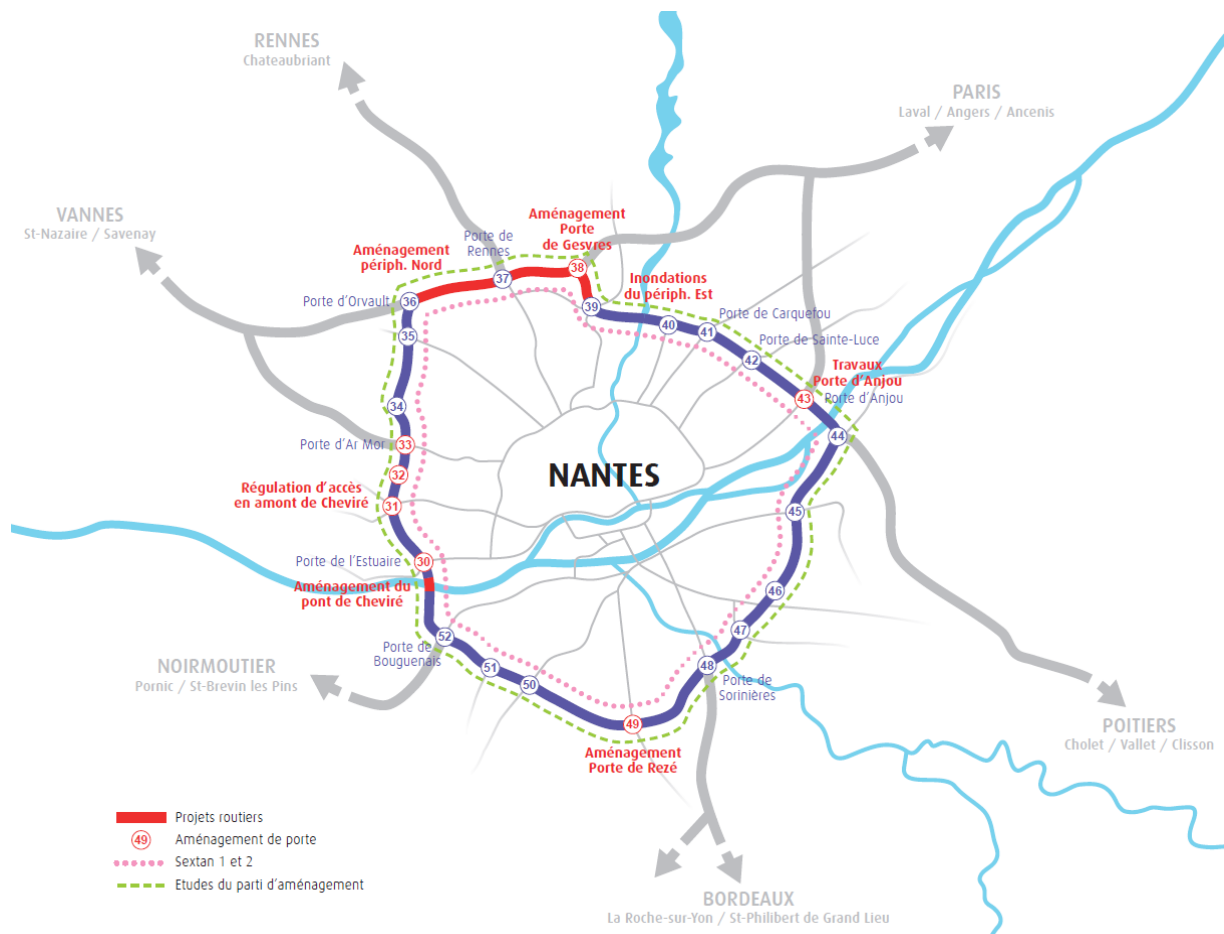 RENNES
Chateaubriant
PARIS
Laval / Angers / Ancenis
VANNES
St-Nazaire / Savenay
Aménagement
périph. Nord
Porte de
Rennes
Aménagement
Porte
de Gesvres
Inondations
du périph. Est
Porte d'Orvault
36
37
38
39
40
41
Porte de Carquefou
35
42
Porte de Sainte-Luce
Travaux
Porte d'Anjou
43
Porte d'Anjou
34
44
Porte d'Ar Mor
33
32
NANTES
Régulation d'accès
en amont de Cheviré
31
45
Porte de l'Estuaire
30
Aménagement du
pont de Cheviré
46
47
52
Porte de
Bouguenais
51
50
48
Porte de
Sorinières
49
Aménagement
Porte de Rezé
NOIRMOUTIER
Pornic / St-Brevin les Pins
POITIERS
Cholet / Vallet / Clisson
BORDEAUX
La Roche-sur-Yon / St-Philibert de Grand Lieu
Projets routiers
49
Aménagement de porte
Sextan 1 et 2
Etudes du parti d'aménagement